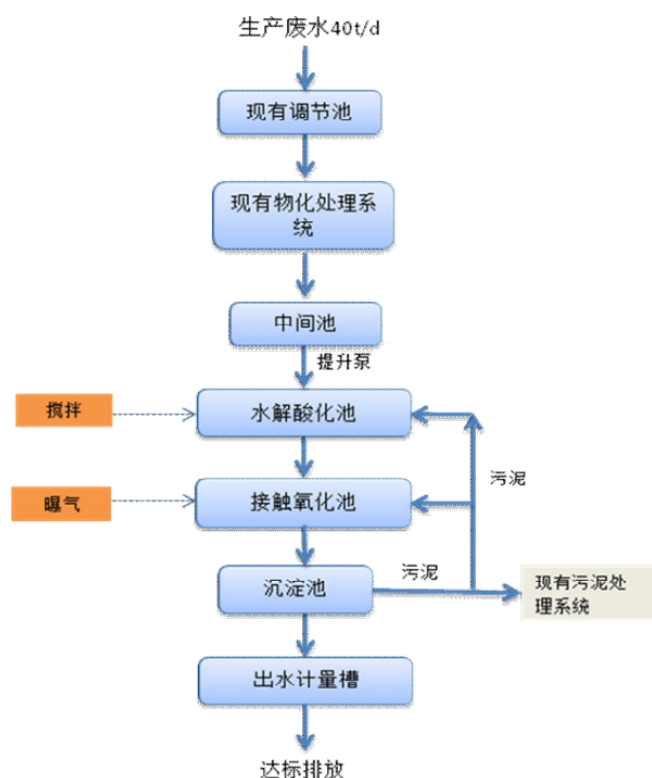 生产废水40t/d
现有调节池
现有物化处理系
统
中间池
提升泵
搅拌
水解酸化池
污泥
曝气
接触氧化池
污泥
沉淀池
现有污泥处
理系统
出水计量槽
达标排放